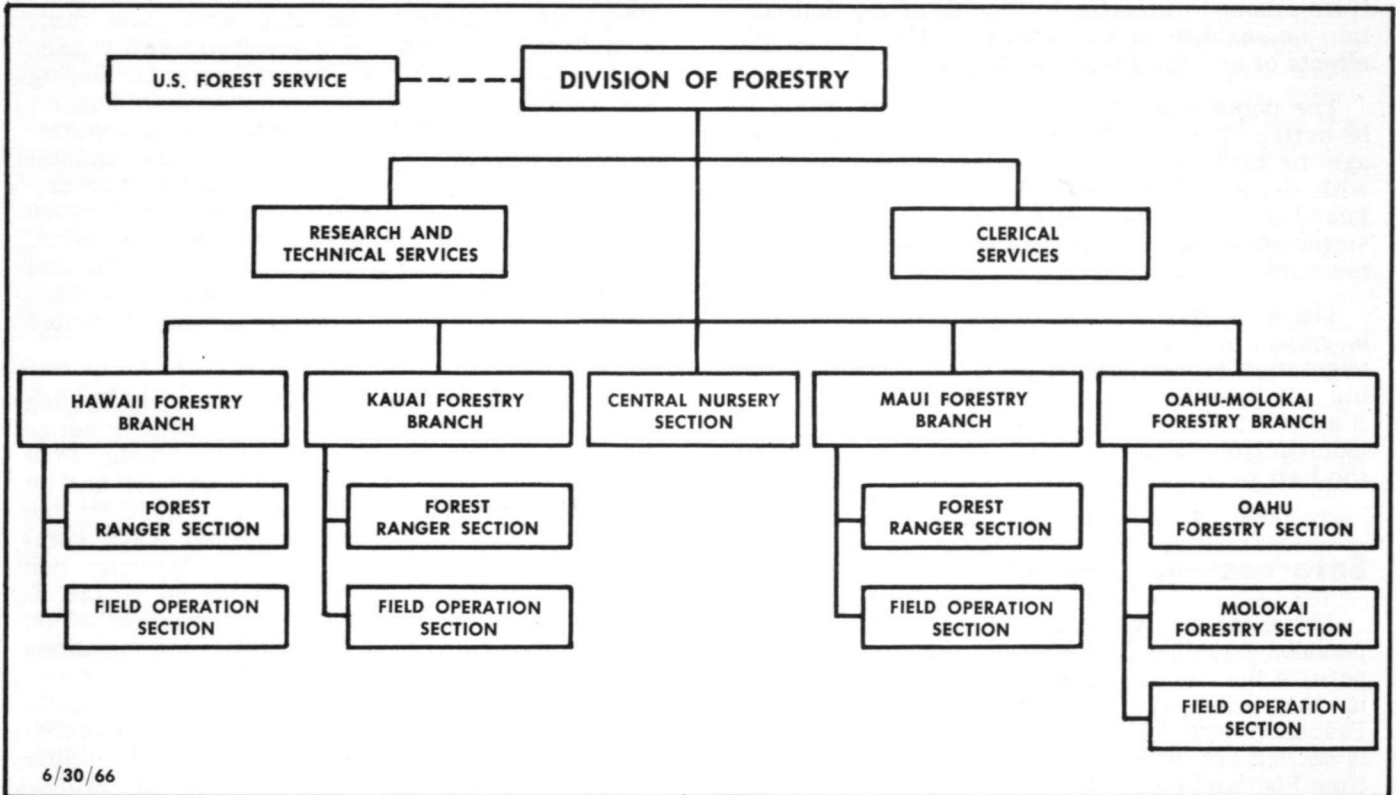 U.S. FOREST SERVICE
DIVISION OF FORESTRY
RESEARCH AND
TECHNICAL SERVICES
CLERICAL
SERVICES
HAWAII FORESTRY
BRANCH
KAUAI FORESTRY
BRANCH
CENTRAL NURSERY
SECTION
MAUI FORESTRY
BRANCH
OAHU-MOLOKAI
FORESTRY BRANCH
FOREST
RANGER SECTION
FOREST
RANGER SECTION
FOREST
RANGER SECTION
OAHU
FORESTRY SECTION
FIELD OPERATION
SECTION
FIELD OPERATION
SECTION
FIELD OPERATION
SECTION
MOLOKAI
FORESTRY SECTION
FIELD OPERATION
SECTION
6/30/66